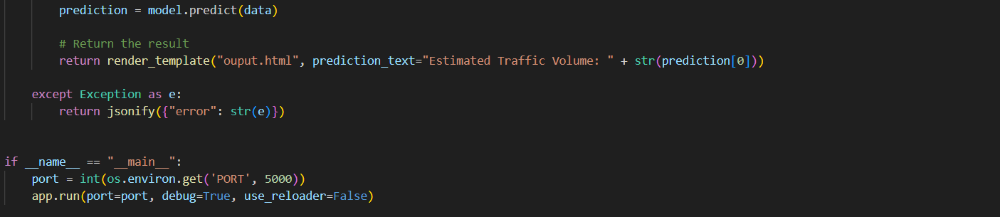 prediction = model.predict(data)
# Return the result
return render_template("ouput.html", prediction_text="Estimated Traffic Volume: " + str(prediction[0]))
except Exception as e:
return jsonify({"error": str(e)})
if __name__ == "__main__":
port = int(os.environ.get('PORT', 5000))
app.run(port=port, debug=True, use_reloader=False)